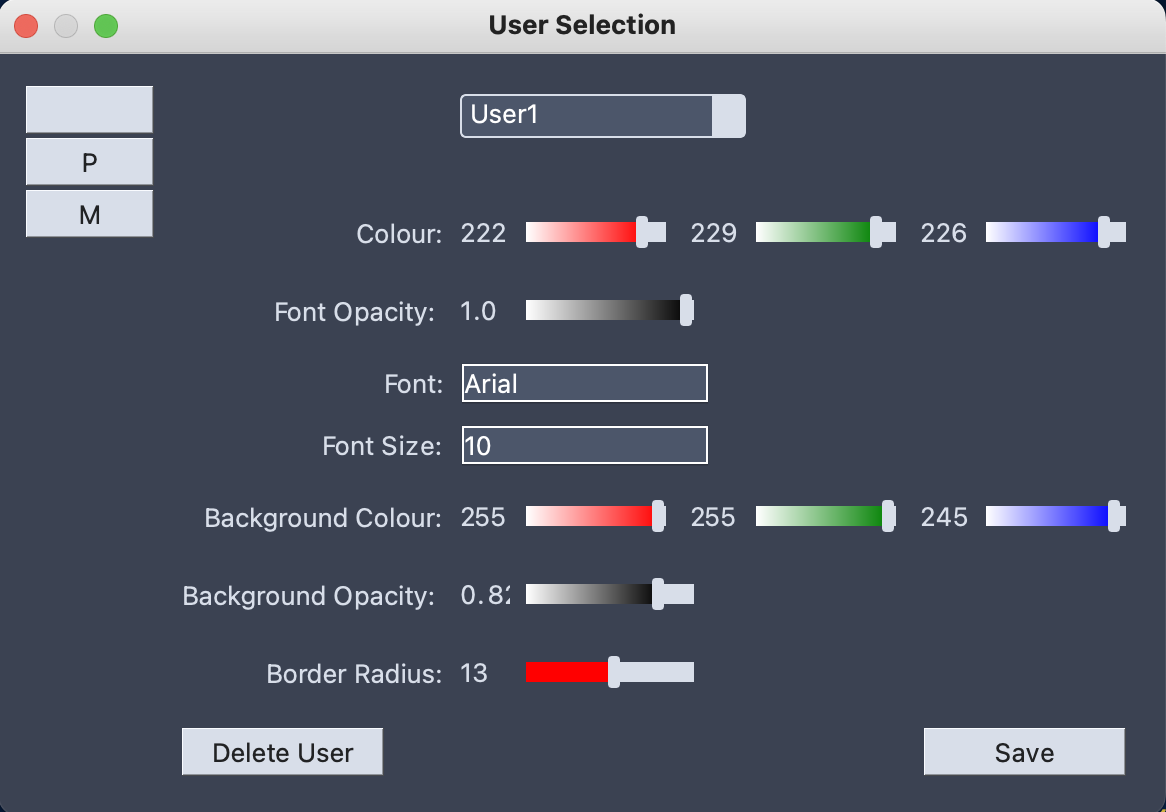 User Selection
User1
P
M
Colour: 222 229 226
Font Opacity: 1.0
Font: Arial
Font Size: 10
Background Colour: 255 255 245
Background Opacity: 0.82
Border Radius: 13
Delete User Save